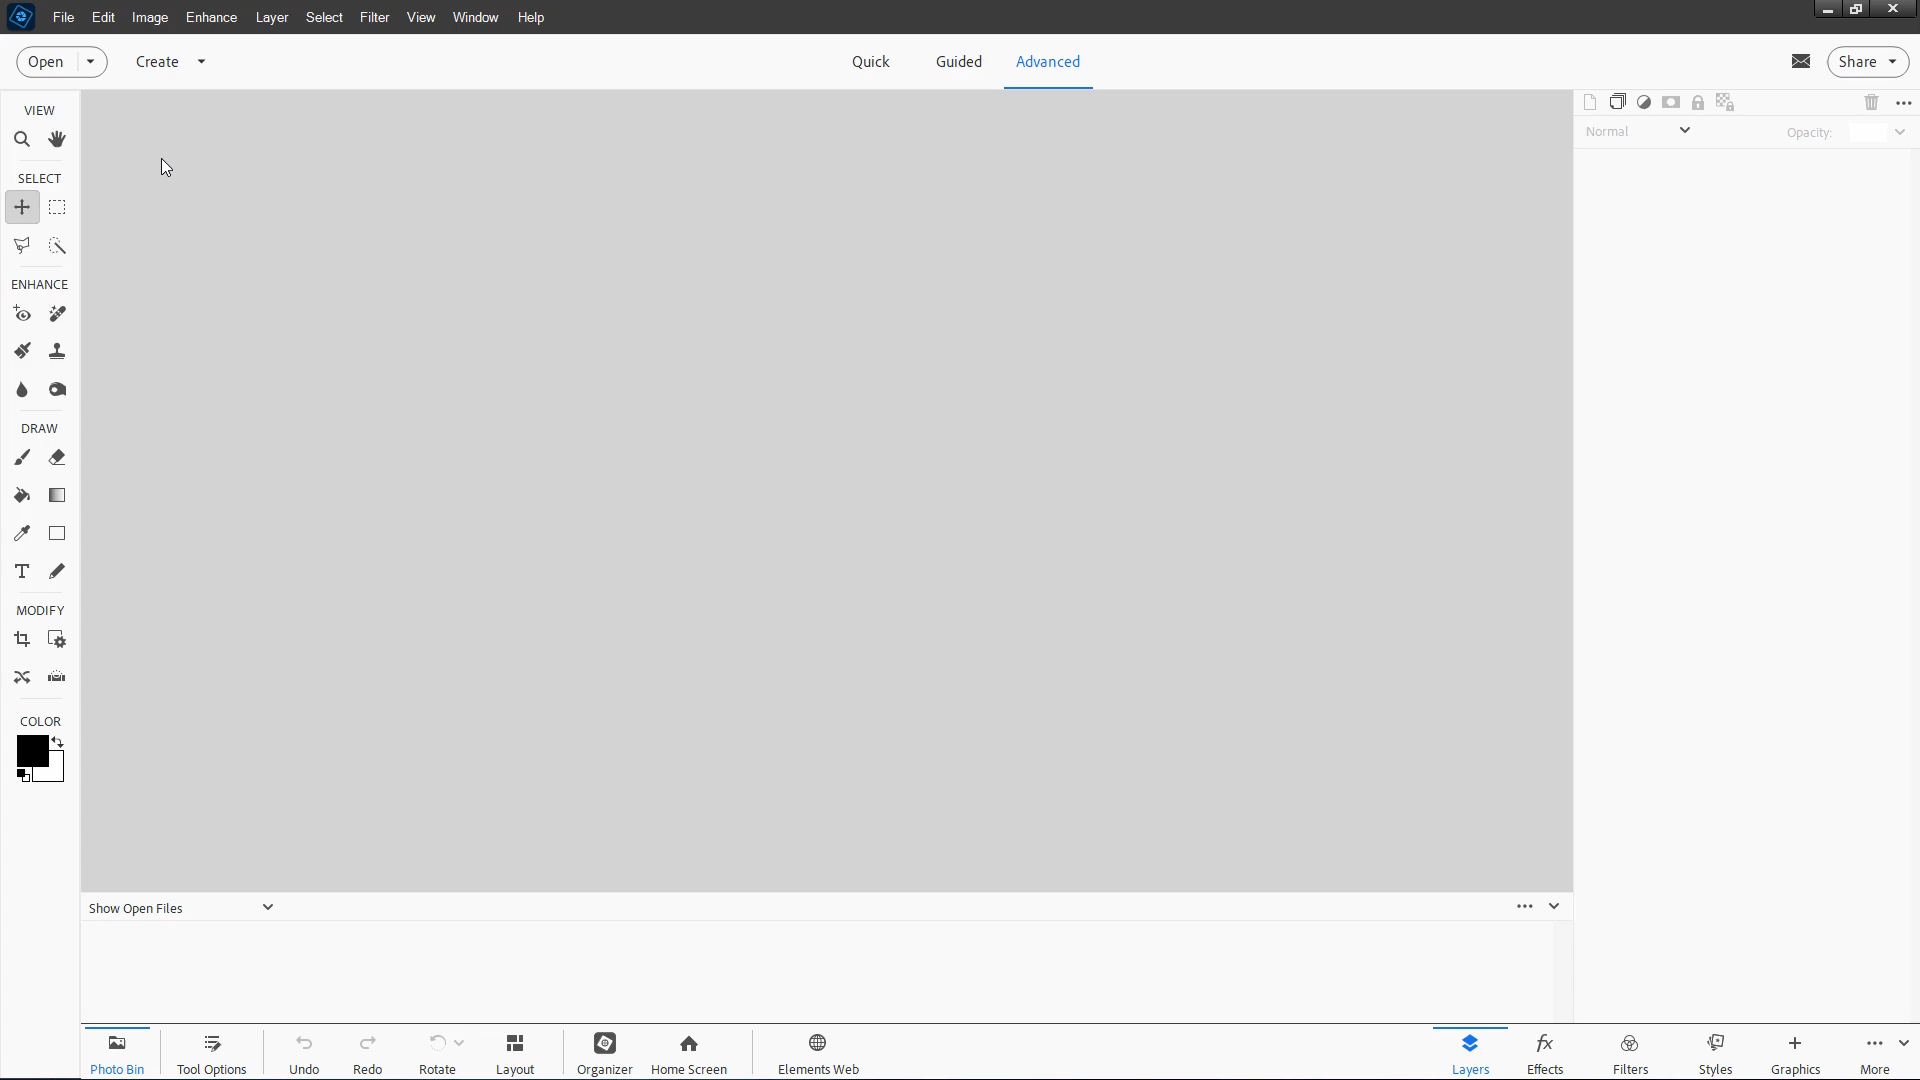 File Edit Image Enhance Layer Select Filter View Window Help
Open Create Quick Guided Advanced Share
VIEW
Normal Opacity:
SELECT
ENHANCE
DRAW
T
MODIFY
COLOR
Show Open Files
fx
Photo Bin Tool Options Undo Redo Rotate Layout Organizer Home Screen Elements Web Layers Effects Filters Styles Graphics More